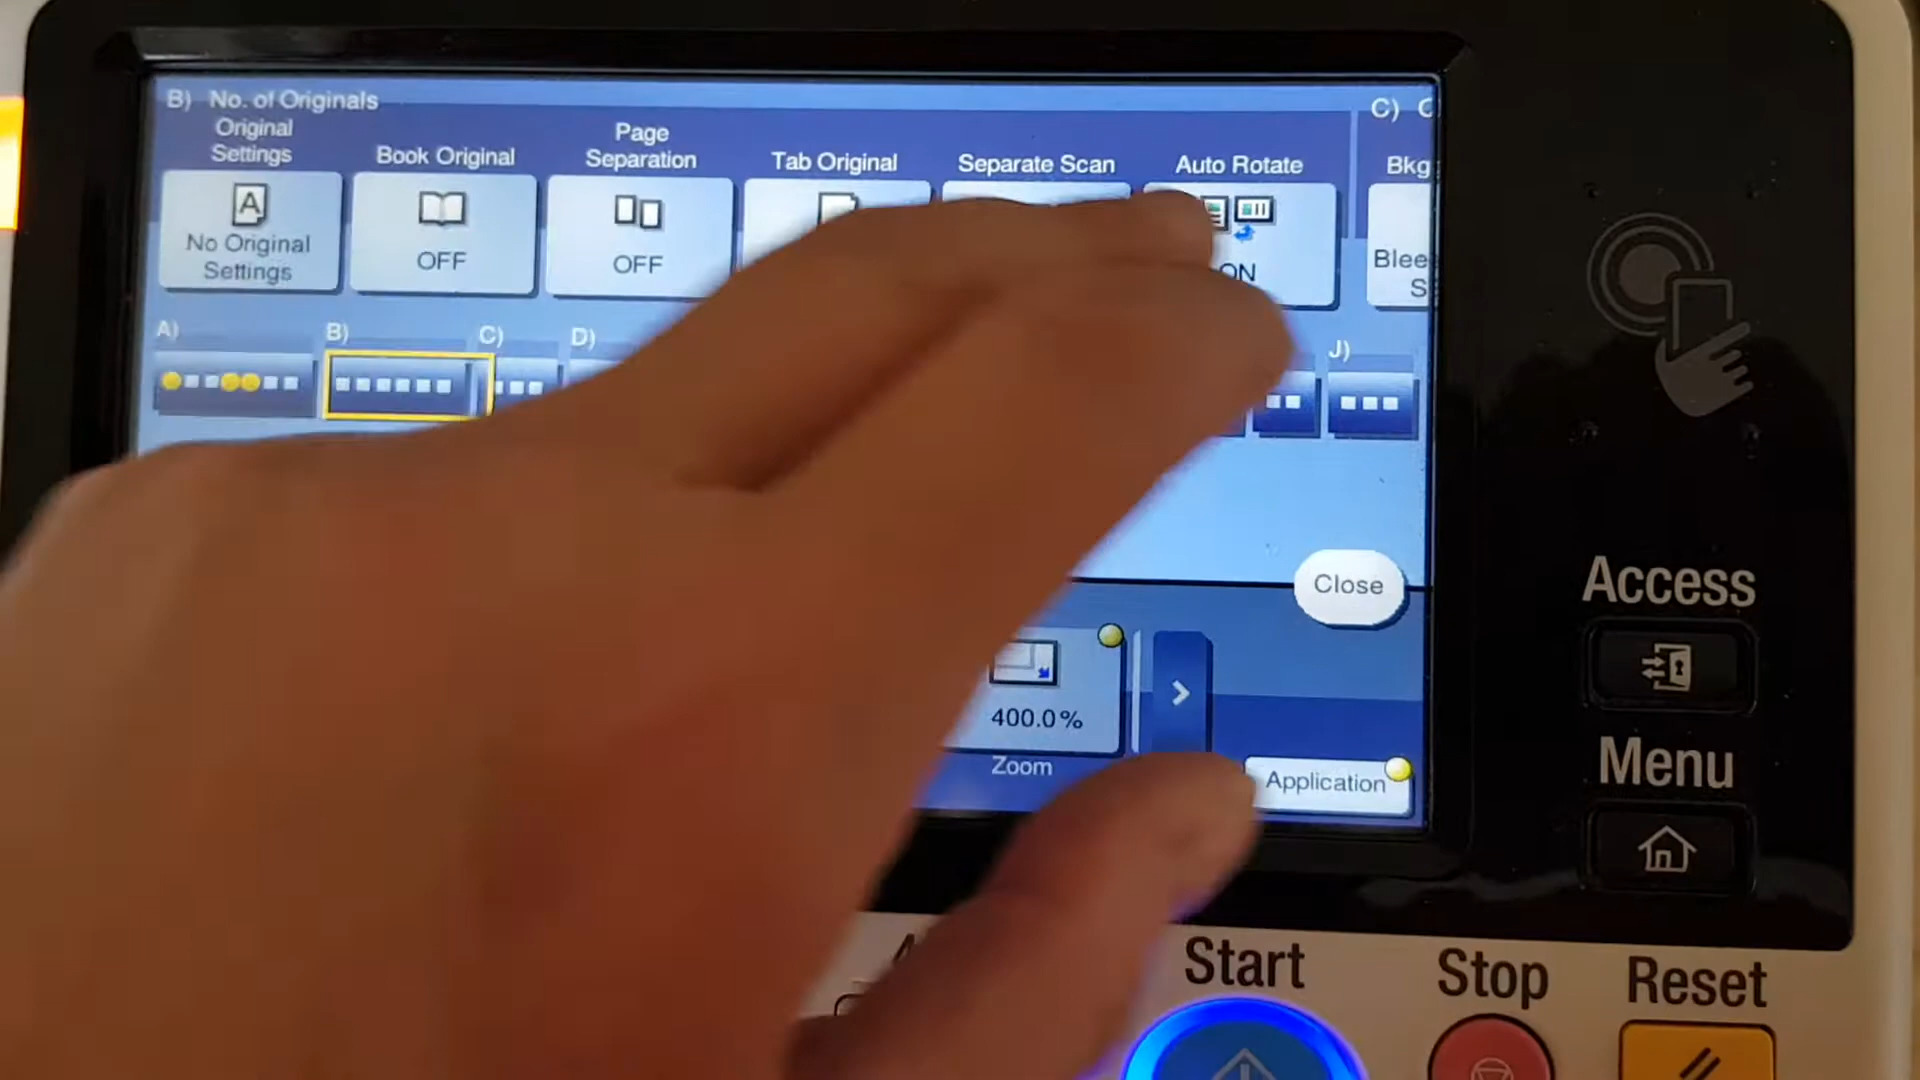 B) No. of Originals
C)
Original
Settings
Book Original
Page
Separation
Tab Original
Separate Scan
Auto Rotate
Bkg
A
No Original
Settings
OFF
OFF
ON
Blee
S
A)
B)
C)
D)
J)
Close
400.0%
Zoom
Application
Access
Menu
Start
Stop
Reset